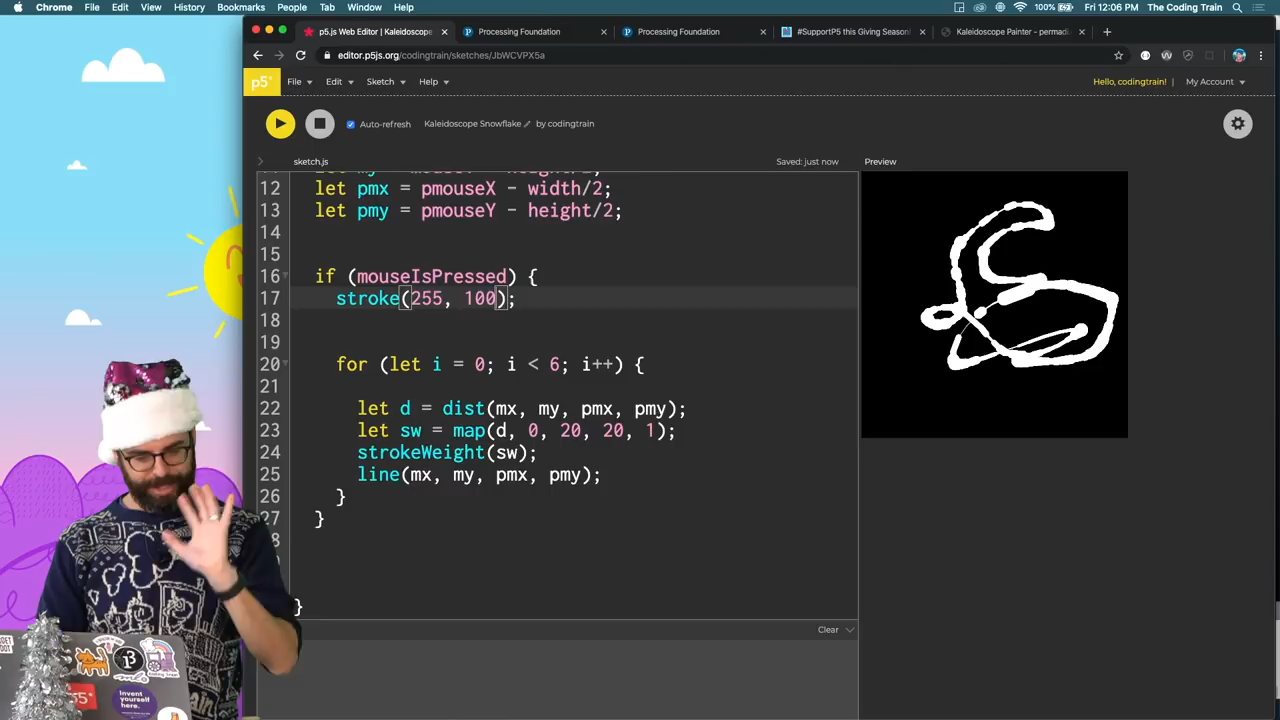 Chrome File Edit View History Bookmarks People Tab Window Help 100% Fri 12:06 PM The Coding Train
p5.js Web Editor | Kaleidoscope Processing Foundation Processing Foundation #SupportP5 this Giving Season! Kaleidoscope Painter - permadi
editor.p5js.org/codingtrain/sketches/JbWCVPX5a
p5* File Edit Sketch Help Hello, codingtrain! | My Account
Auto-refresh Kaleidoscope Snowflake by codingtrain
sketch.js Saved: just now Preview
12 let pmx = pmouseX - width/2;
13 let pmy = pmouseY - height/2;
14
15
16 if (mouseIsPressed) {
17 stroke(255, 100);
18
19
20 for (let i = 0; i < 6; i++) {
21
22 let d = dist(mx, my, pmx, pmy);
23 let sw = map(d, 0, 20, 20, 1);
24 strokeWeight(sw);
25 line(mx, my, pmx, pmy);
26 }
27 }
}
Clear
p5*
Invent yourself here.